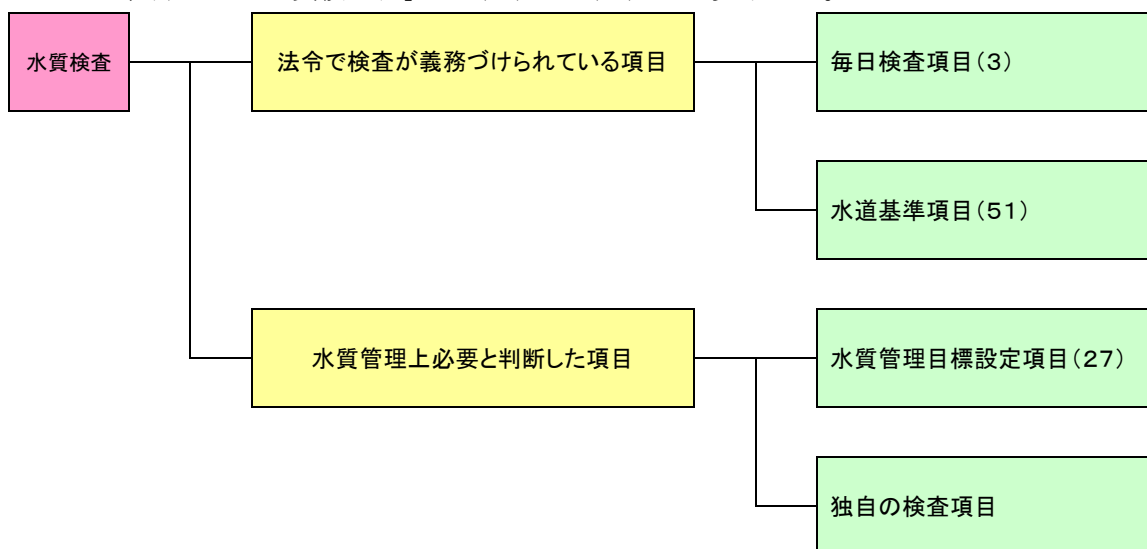 水質検査
法令で検査が義務づけられている項目
毎日検査項目（3）
水道基準項目（51）
水質管理上必要と判断した項目
水質管理目標設定項目（27）
独自の検査項目